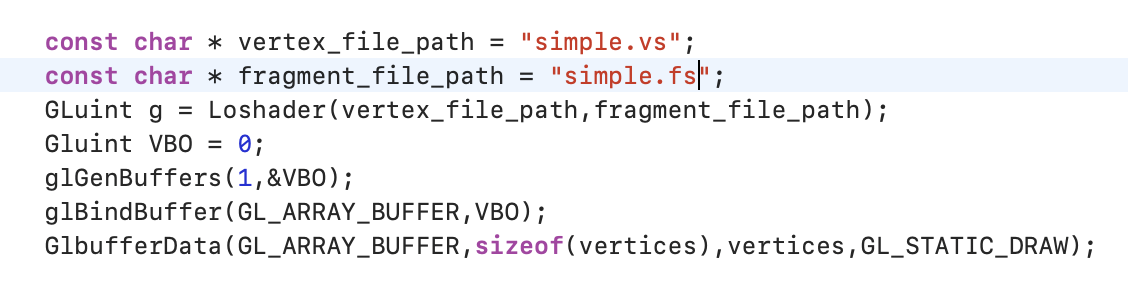 const char * vertex_file_path = "simple.vs";
const char * fragment_file_path = "simple.fs";
GLuint g = Loshader(vertex_file_path,fragment_file_path);
Gluint VBO = 0;
glGenBuffers(1,&VBO);
glBindBuffer(GL_ARRAY_BUFFER,VBO);
GlbufferData(GL_ARRAY_BUFFER,sizeof(vertices),vertices,GL_STATIC_DRAW);